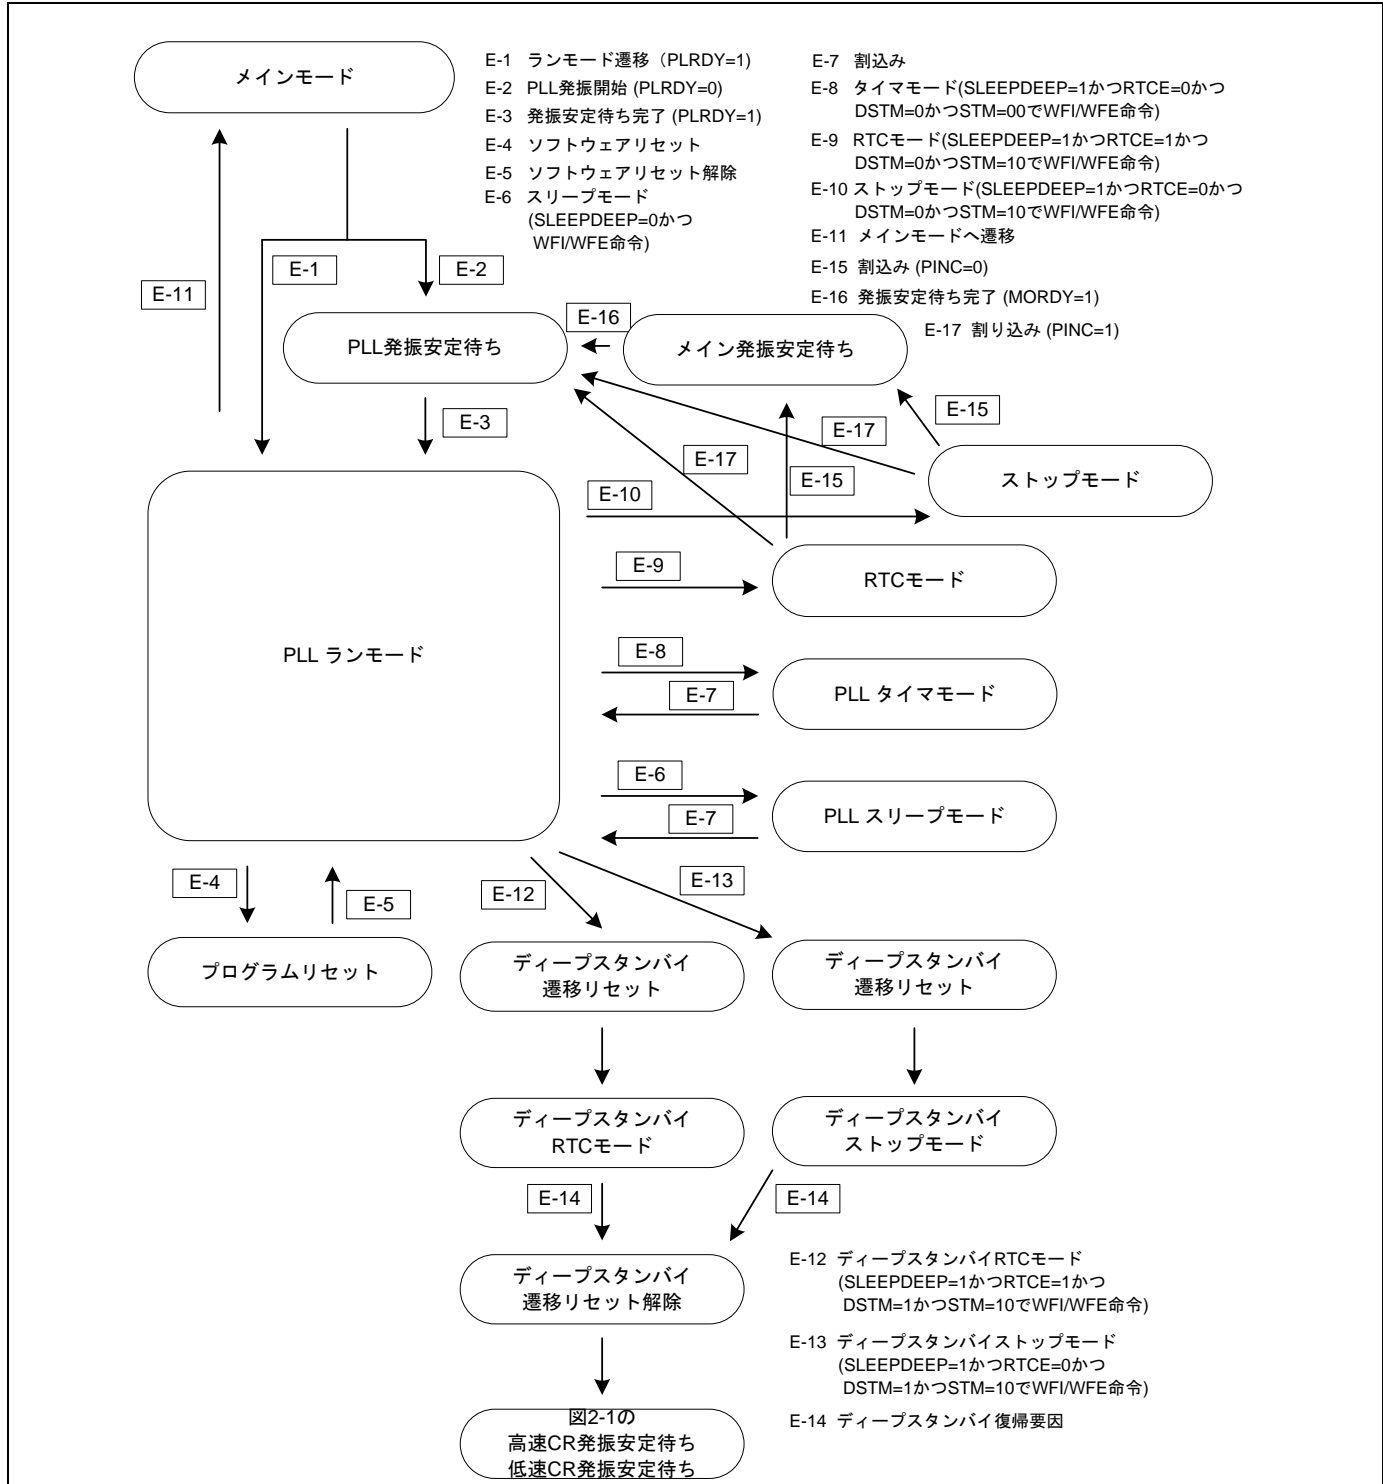 メインモード
E-1 ランモード遷移（PLRDY=1)
E-2 PLL発振開始 (PLRDY=0)
E-3 発振安定待ち完了 (PLRDY=1)
E-4 ソフトウェアリセット
E-5 ソフトウェアリセット解除
E-6 スリープモード
(SLEEPDEEP=0かつ
WFI/WFE命令)
E-7 割込み
E-8 タイマモード(SLEEPDEEP=1かつRTCE=0かつ
DSTM=0かつSTM=00でWFI/WFE命令)
E-9 RTCモード(SLEEPDEEP=1かつRTCE=1かつ
DSTM=0かつSTM=10でWFI/WFE命令)
E-10 ストップモード(SLEEPDEEP=1かつRTCE=0かつ
DSTM=0かつSTM=10でWFI/WFE命令)
E-11 メインモードへ遷移
E-15 割込み (PINC=0)
E-16 発振安定待ち完了 (MORDY=1)
E-17 割り込み (PINC=1)
E-1
E-2
E-11
E-16
PLL発振安定待ち
メイン発振安定待ち
E-3
E-15
E-17
E-17
E-15
E-10
ストップモード
E-9
RTCモード
PLL ランモード
E-8
E-7
PLL タイマモード
E-6
E-7
PLL スリープモード
E-4
E-5
E-12
E-13
プログラムリセット
ディープスタンバイ
遷移リセット
ディープスタンバイ
遷移リセット
ディープスタンバイ
RTCモード
ディープスタンバイ
ストップモード
E-14
E-14
ディープスタンバイ
遷移リセット解除
E-12 ディープスタンバイRTCモード
(SLEEPDEEP=1かつRTCE=1かつ
DSTM=1かつSTM=10でWFI/WFE命令)
E-13 ディープスタンバイストップモード
(SLEEPDEEP=1かつRTCE=0かつ
DSTM=1かつSTM=10でWFI/WFE命令)
E-14 ディープスタンバイ復帰要因
図2-1の
高速CR発振安定待ち
低速CR発振安定待ち